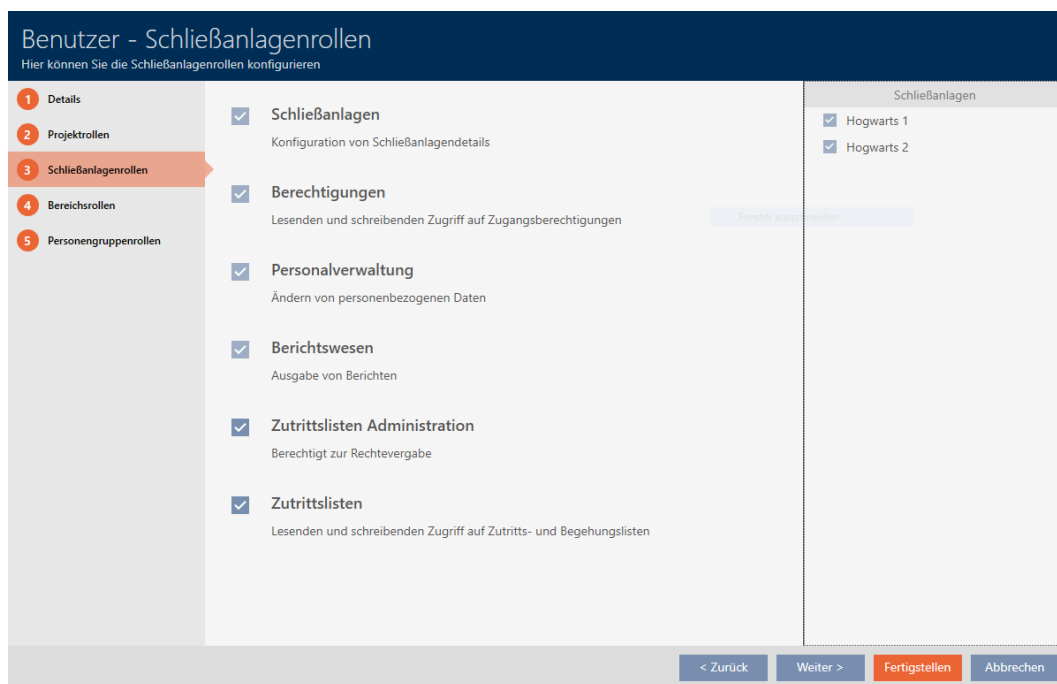 Benutzer - Schließanlagenrollen
Hier können Sie die Schließanlagenrollen konfigurieren
1 Details
2 Projektrollen
3 Schließanlagenrollen
4 Bereichsrollen
5 Personengruppenrollen
Schließanlagen
Konfiguration von Schließanlagendetails
Berechtigungen
Lesenden und schreibenden Zugriff auf Zugangsberechtigungen
Personalverwaltung
Ändern von personenbezogenen Daten
Berichtswesen
Ausgabe von Berichten
Zutrittslisten Administration
Berechtigt zur Rechtevergabe
Zutrittslisten
Lesenden und schreibenden Zugriff auf Zutritts- und Begehungslisten
Fenster ausschneiden
Schließanlagen
Hogwarts 1
Hogwarts 2
< Zurück
Weiter >
Fertigstellen
Abbrechen